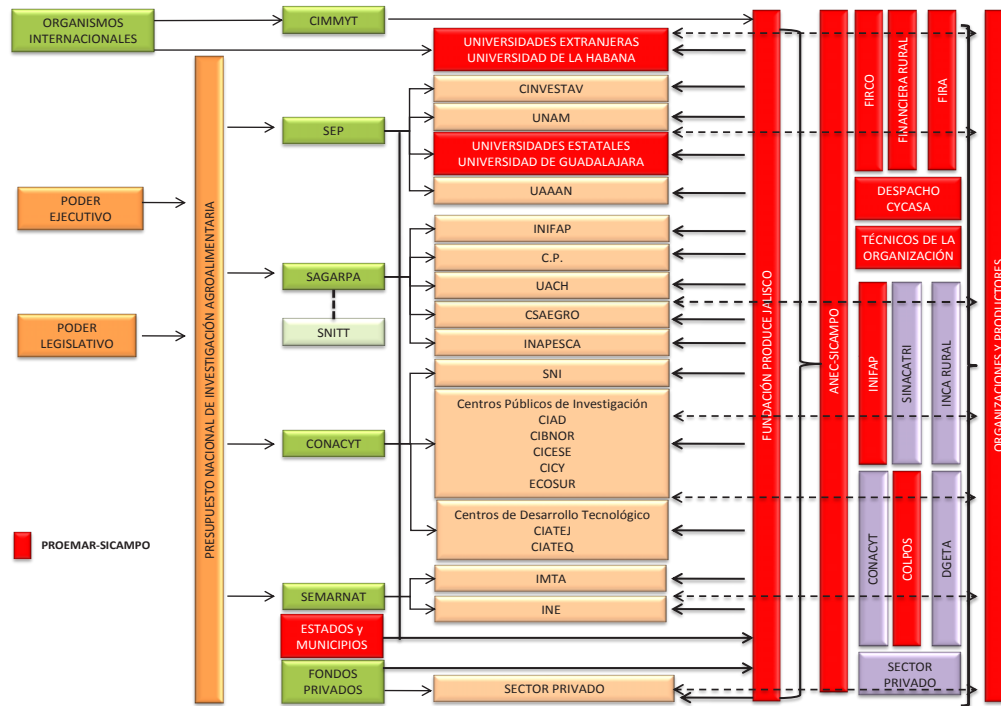 ORGANISMOS
INTERNACIONALES
CIMMYT
UNIVERSIDADES EXTRANJERAS
UNIVERSIDAD DE LA HABANA
CINVESTAV
UNAM
SEP
UNIVERSIDADES ESTATALES
UNIVERSIDAD DE GUADALAJARA
UAAAN
PODER
EJECUTIVO
PODER
LEGISLATIVO
PRESUPUESTO NACIONAL DE INVESTIGACIÓN AGROALIMENTARIA
INIFAP
C.P.
SAGARPA
UACH
CSAEGRO
SNITT
INAPESCA
SNI
Centros Públicos de Investigación
CIAD
CIBNOR
CONACYT
CICESE
CICY
ECOSUR
Centros de Desarrollo Tecnológico
CIATEJ
CIATEQ
PROEMAR-SICAMPO
IMTA
SEMARNAT
INE
ESTADOS y
MUNICIPIOS
FONDOS
PRIVADOS
SECTOR PRIVADO
FUNDACIÓN PRODUCE JALISCO
ANEC-SICAMPO
FIRCO
FINANCIERA RURAL
FIRA
DESPACHO
CYCASA
TÉCNICOS DE LA
ORGANIZACIÓN
INIFAP
SINACATRI
INCA RURAL
CONACYT
COLPOS
DGETA
SECTOR
PRIVADO
ORGANIZACIONES Y PRODUCTORES